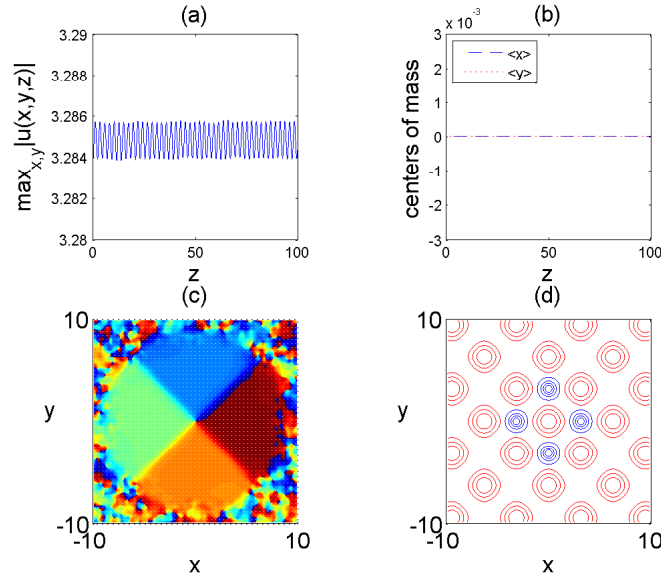 (a)
3.29
3.288
3.286
3.284
3.282
3.28
max_{x,y}|u(x,y,z)|
0
50
100
z
(b)
x 10^{-3}
3
2
1
0
-1
-2
-3
centers of mass
<x>
<y>
0
50
100
z
(c)
10
y
-10
-10
10
x
(d)
10
y
-10
-10
10
x